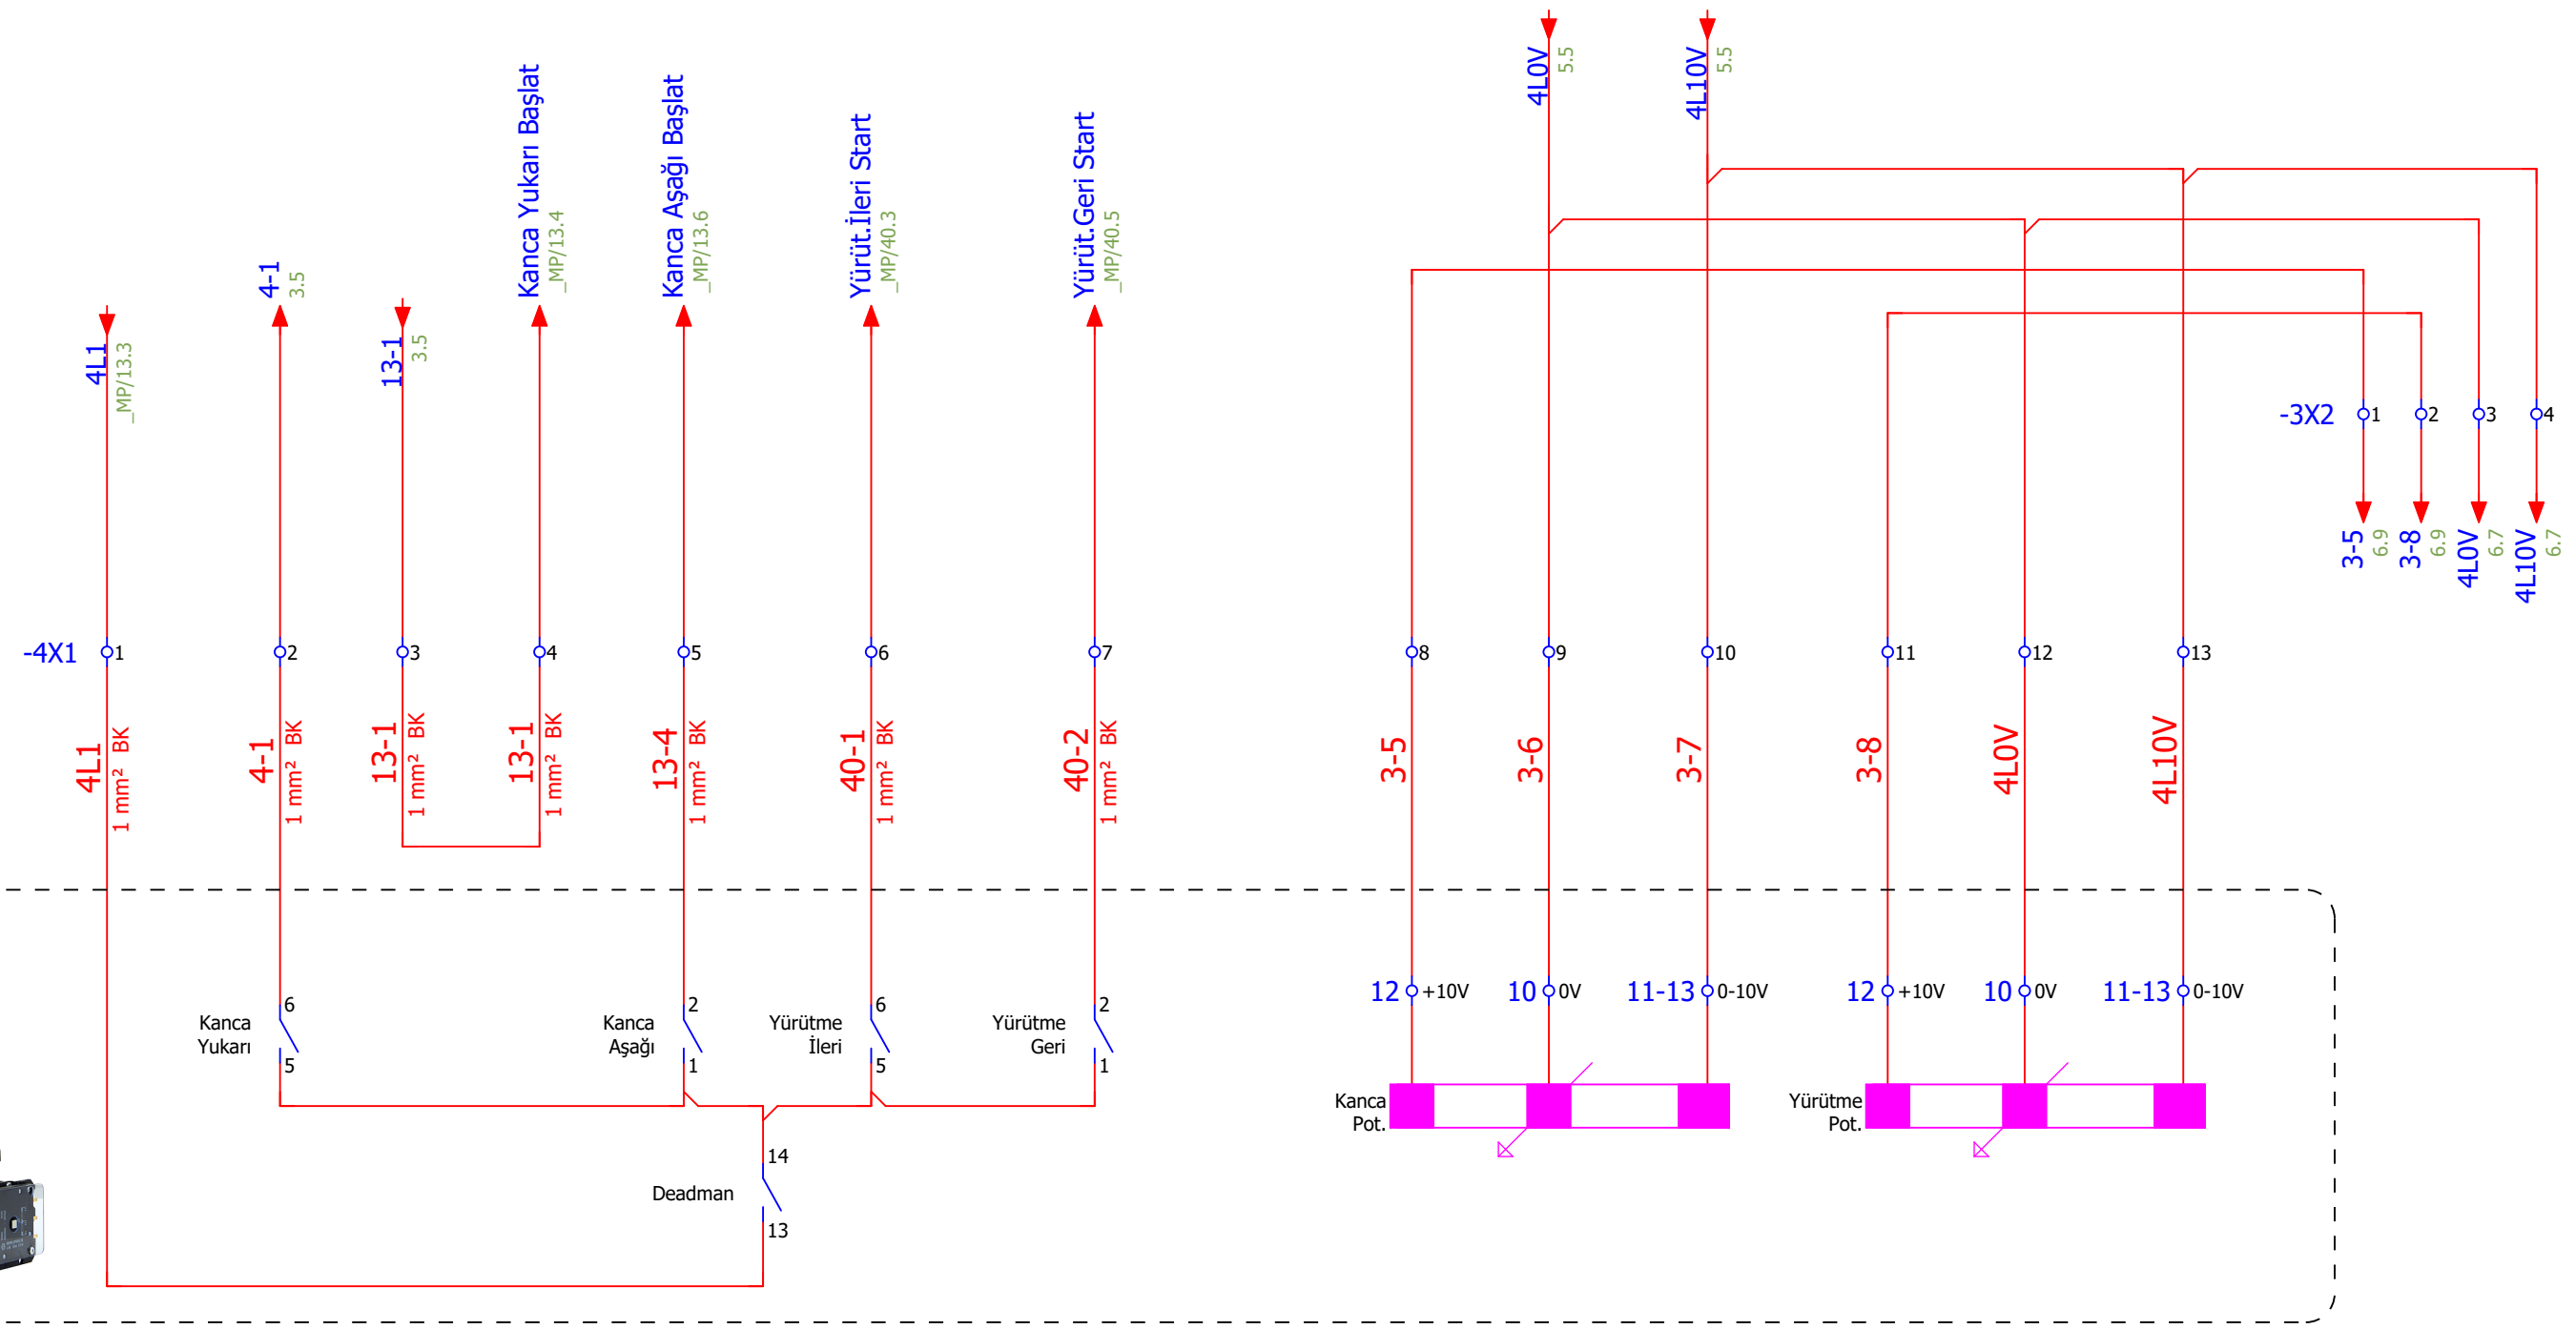 4L0V
5.5
4L10V
5.5
Kanca Yukarı Başlat
_MP/13.4
Kanca Aşağı Başlat
_MP/13.6
Yürüt.İleri Start
_MP/40.3
Yürüt.Geri Start
_MP/40.5
4L1
_MP/13.3
4-1
3.5
13-1
3.5
-3X2
1
2
3
4
3-5
6.9
3-8
6.9
4L0V
6.7
4L10V
6.7
-4X1
1
2
3
4
5
6
7
8
9
10
11
12
13
4L1
1 mm² BK
4-1
1 mm² BK
13-1
1 mm² BK
13-1
1 mm² BK
13-4
1 mm² BK
40-1
1 mm² BK
40-2
1 mm² BK
3-5
3-6
3-7
3-8
4L0V
4L10V
12 +10V
10 0V
11-13 0-10V
12 +10V
10 0V
11-13 0-10V
6
Kanca
Yukarı
5
2
Kanca
Aşağı
1
6
Yürütme
İleri
5
2
Yürütme
Geri
1
Kanca
Pot.
Yürütme
Pot.
14
Deadman
13